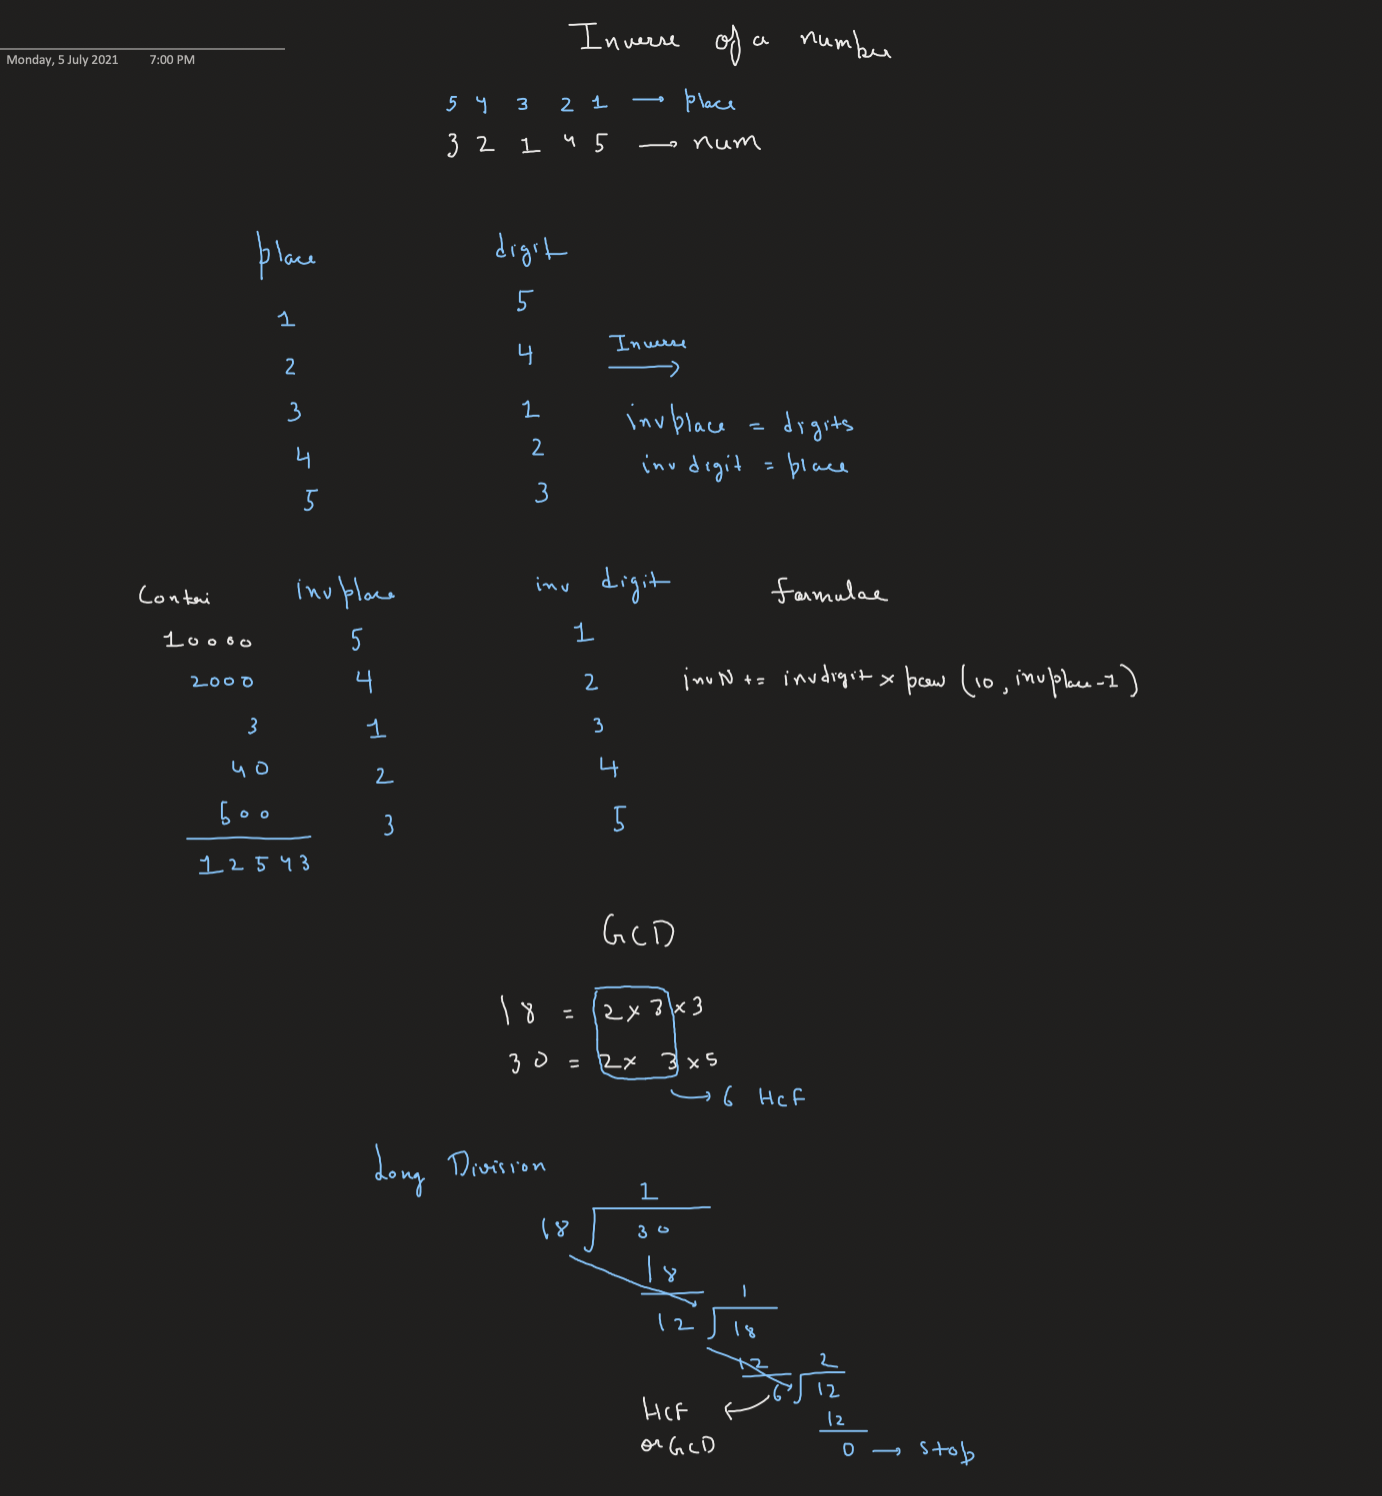 Inverse of a number
Monday, 5 July 2021 7:00 PM
5 4 3 2 1 → place
3 2 1 4 5 → num
place digit
1 5
2 4
Inverse →
3 1
invplace = digits
4 2
inv digit = place
5 3
Contri invplace inv digit formulae
10000 5 1
2000 4 2 invN += invdigit × pow (10, invplace-1)
3 1 3
40 2 4
500 3 5
12543
GCD
18 = 2×3×3
30 = 2×3×5
→ 6 HCF
Long Division
1
18 30
18
1
12 18
12 2
6 12
HCF
12
or GCD
0 → stop